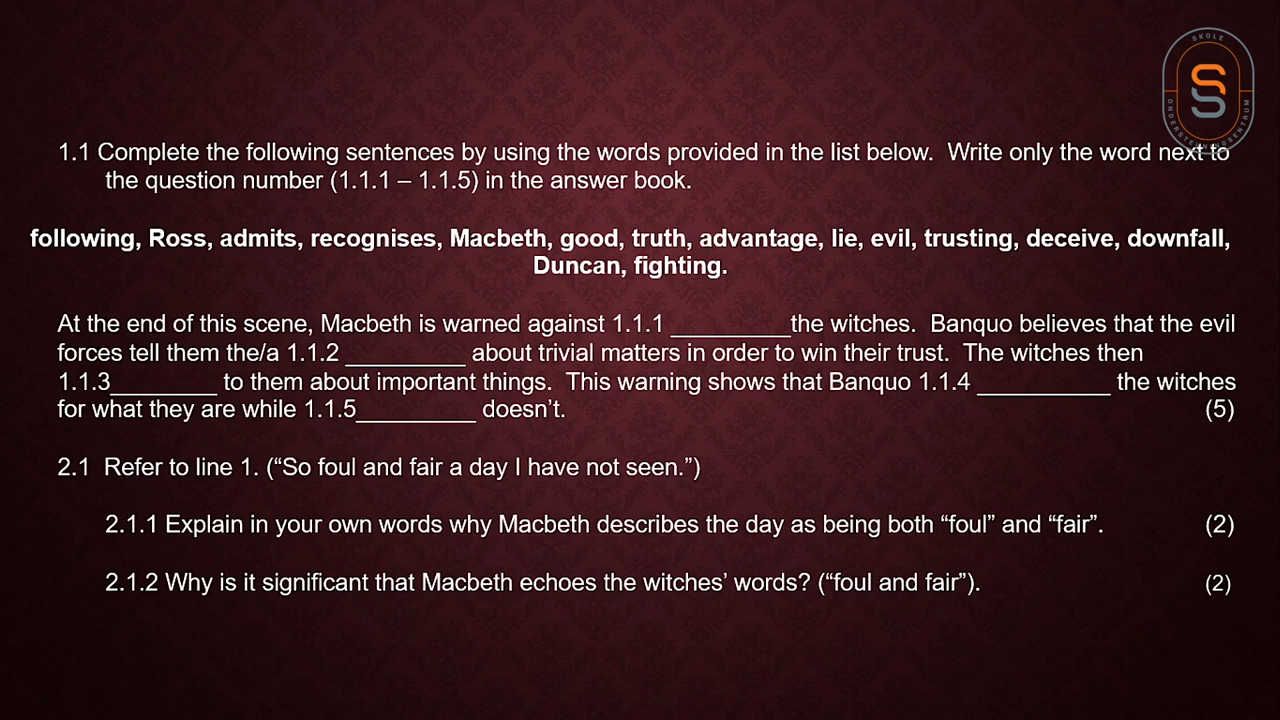 SKOLE
ONDERSTEUNINGSENTRUM
1.1 Complete the following sentences by using the words provided in the list below.  Write only the word next to
the question number (1.1.1 – 1.1.5) in the answer book.
following, Ross, admits, recognises, Macbeth, good, truth, advantage, lie, evil, trusting, deceive, downfall,
Duncan, fighting.
At the end of this scene, Macbeth is warned against 1.1.1 _________the witches.  Banquo believes that the evil
forces tell them the/a 1.1.2 _________ about trivial matters in order to win their trust.  The witches then
1.1.3________ to them about important things.  This warning shows that Banquo 1.1.4 __________ the witches
for what they are while 1.1.5_________ doesn’t. (5)
2.1  Refer to line 1. (“So foul and fair a day I have not seen.”)
2.1.1 Explain in your own words why Macbeth describes the day as being both “foul” and “fair”. (2)
2.1.2 Why is it significant that Macbeth echoes the witches’ words? (“foul and fair”). (2)